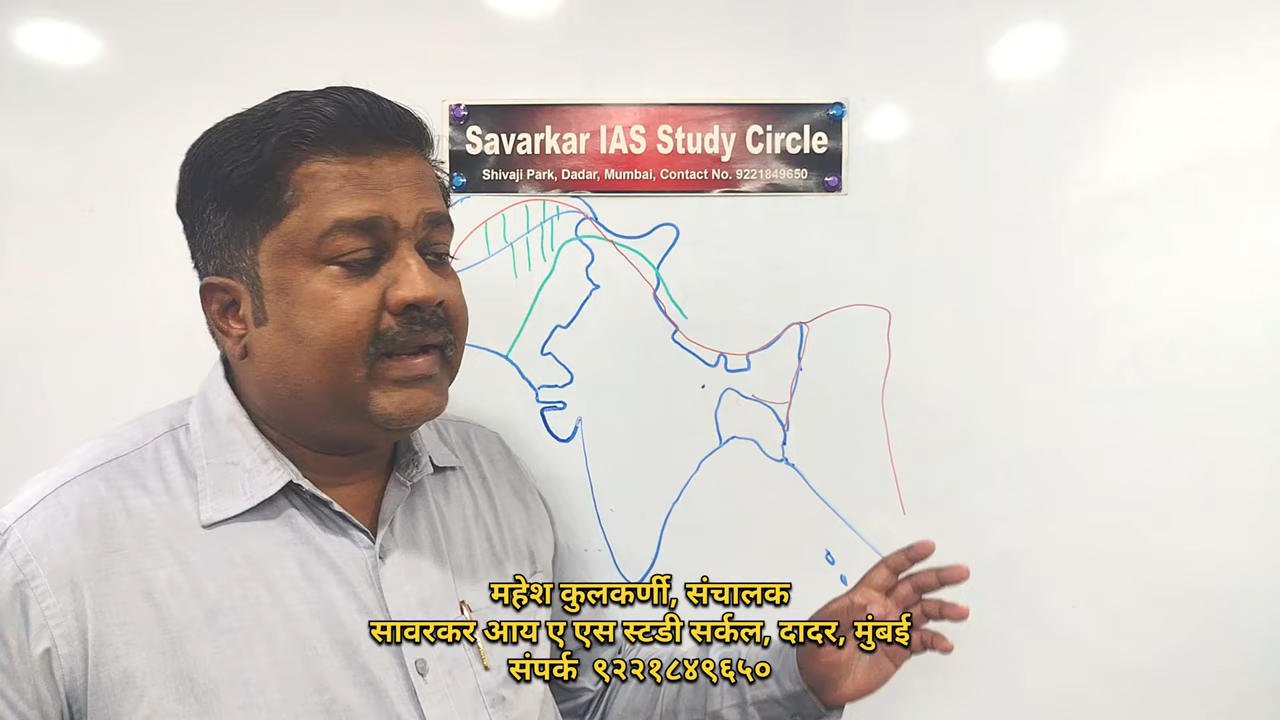 Savarkar IAS Study Circle
Shivaji Park, Dadar, Mumbai, Contact No. 9221849650
महेश कुलकर्णी, संचालक
सावरकर आय ए एस स्टडी सर्कल, दादर, मुंबई
संपर्क ९२२१८४९६५०